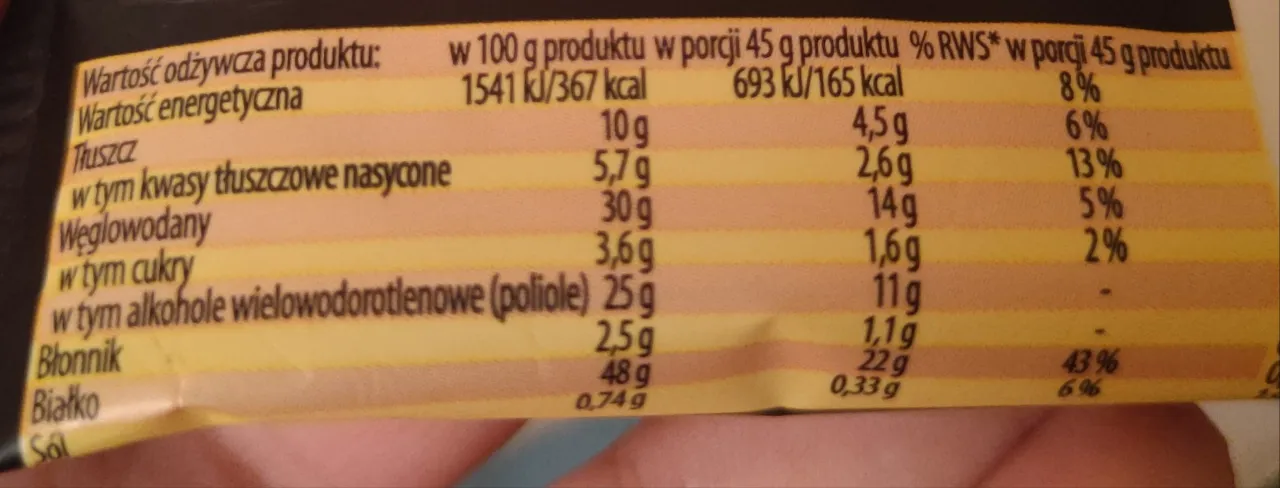 Wartość odżywcza produktu: w 100 g produktu w porcji 45 g produktu % RWS* w porcji 45 g produktu
Wartość energetyczna 1541 kJ/367 kcal 693 kJ/165 kcal 8%
Tłuszcz 10 g 4,5 g 6%
w tym kwasy tłuszczowe nasycone 5,7 g 2,6 g 13%
Węglowodany 30 g 14 g 5%
w tym cukry 3,6 g 1,6 g 2%
w tym alkohole wielowodorotlenowe (poliole) 25 g 11 g -
Błonnik 2,5 g 1,1 g -
Białko 48 g 22 g 43%
Sól 0,74 g 0,33 g 6%